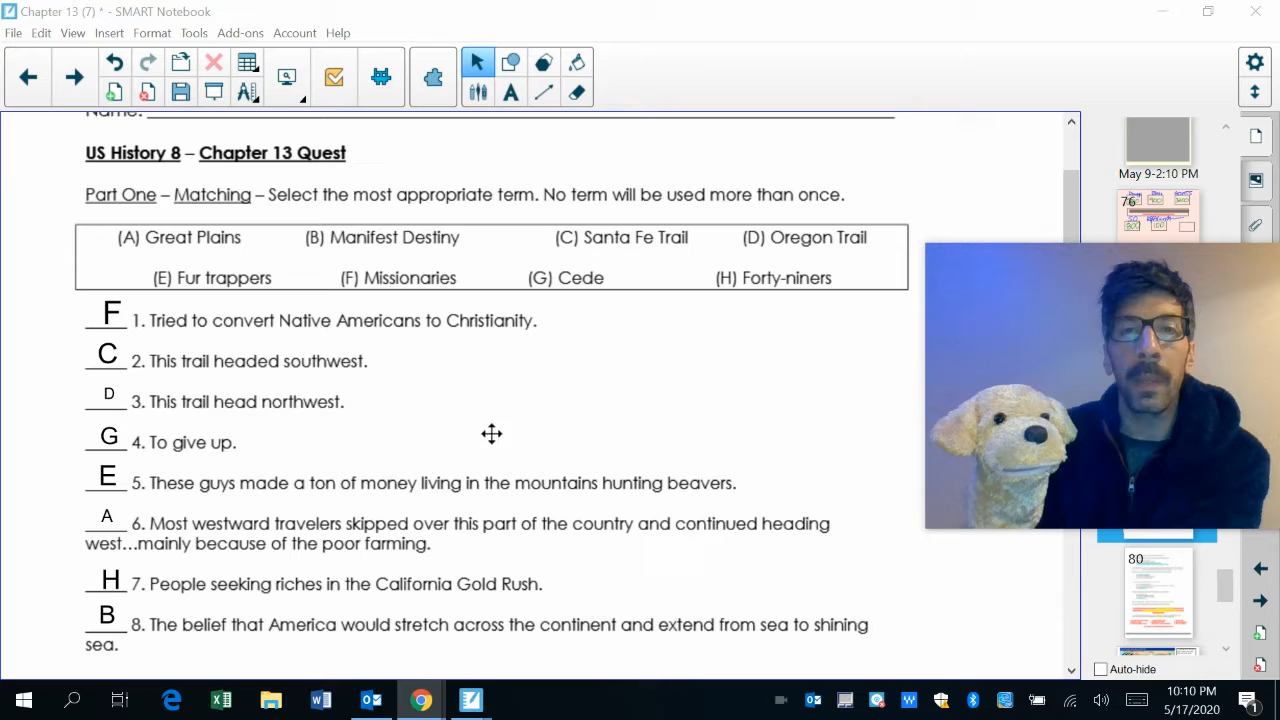 Chapter 13 (7) * - SMART Notebook
File Edit View Insert Format Tools Add-ons Account Help
Name:
US History 8 – Chapter 13 Quest
Part One – Matching – Select the most appropriate term. No term will be used more than once.
(A) Great Plains (B) Manifest Destiny (C) Santa Fe Trail (D) Oregon Trail
(E) Fur trappers (F) Missionaries (G) Cede (H) Forty-niners
F 1. Tried to convert Native Americans to Christianity.
C 2. This trail headed southwest.
D 3. This trail head northwest.
G 4. To give up.
E 5. These guys made a ton of money living in the mountains hunting beavers.
A 6. Most westward travelers skipped over this part of the country and continued heading
west...mainly because of the poor farming.
H 7. People seeking riches in the California Gold Rush.
B 8. The belief that America would stretch across the continent and extend from sea to shining
sea.
May 9-2:10 PM
76
80
Auto-hide
10:10 PM
5/17/2020
1